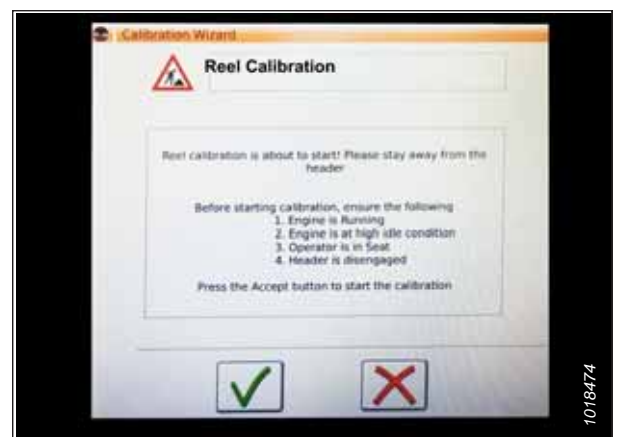 Calibration Wizard
Reel Calibration
Reel calibration is about to start! Please stay away from the
header
Before starting calibration, ensure the following
1. Engine is Running
2. Engine is at high idle condition
3. Operator is in Seat
4. Header is disengaged
Press the Accept button to start the calibration
1018474